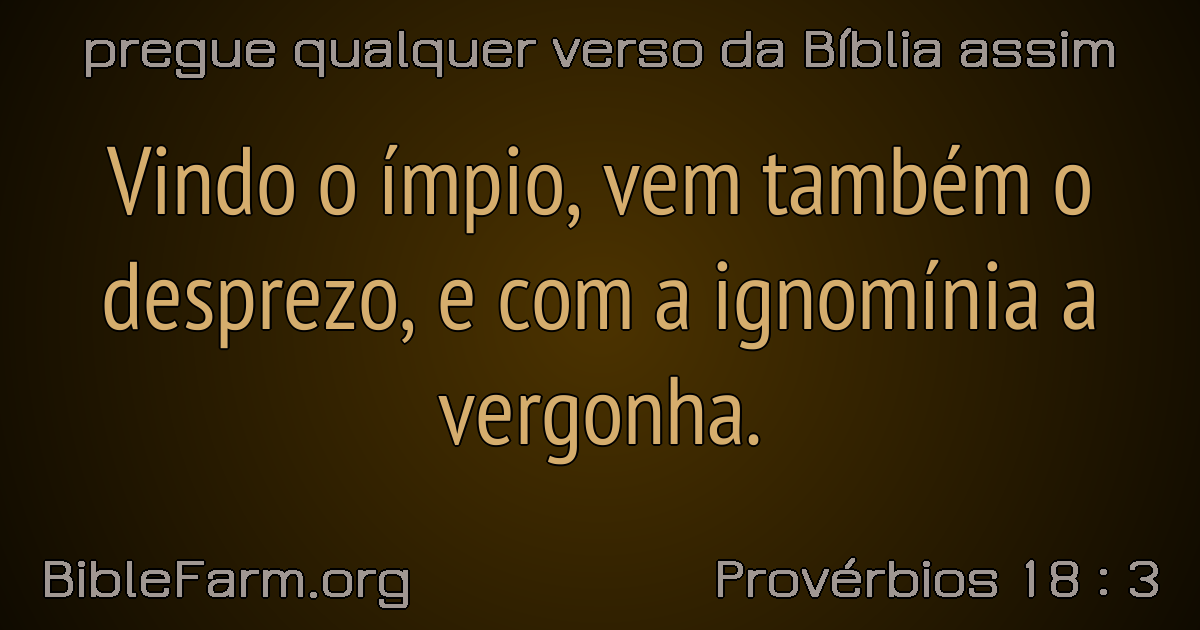 pregue qualquer verso da Bíblia assim
Vindo o ímpio, vem também o
desprezo, e com a ignomínia a
vergonha.
BibleFarm.org
Provérbios 18 : 3